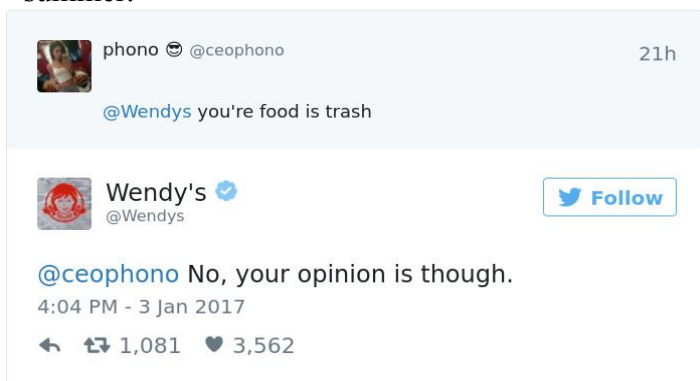 summer.
phono 😎 @ceophono 21h
@Wendys you're food is trash
Wendy's
@Wendys
Follow
@ceophono No, your opinion is though.
4:04 PM - 3 Jan 2017
1,081 3,562